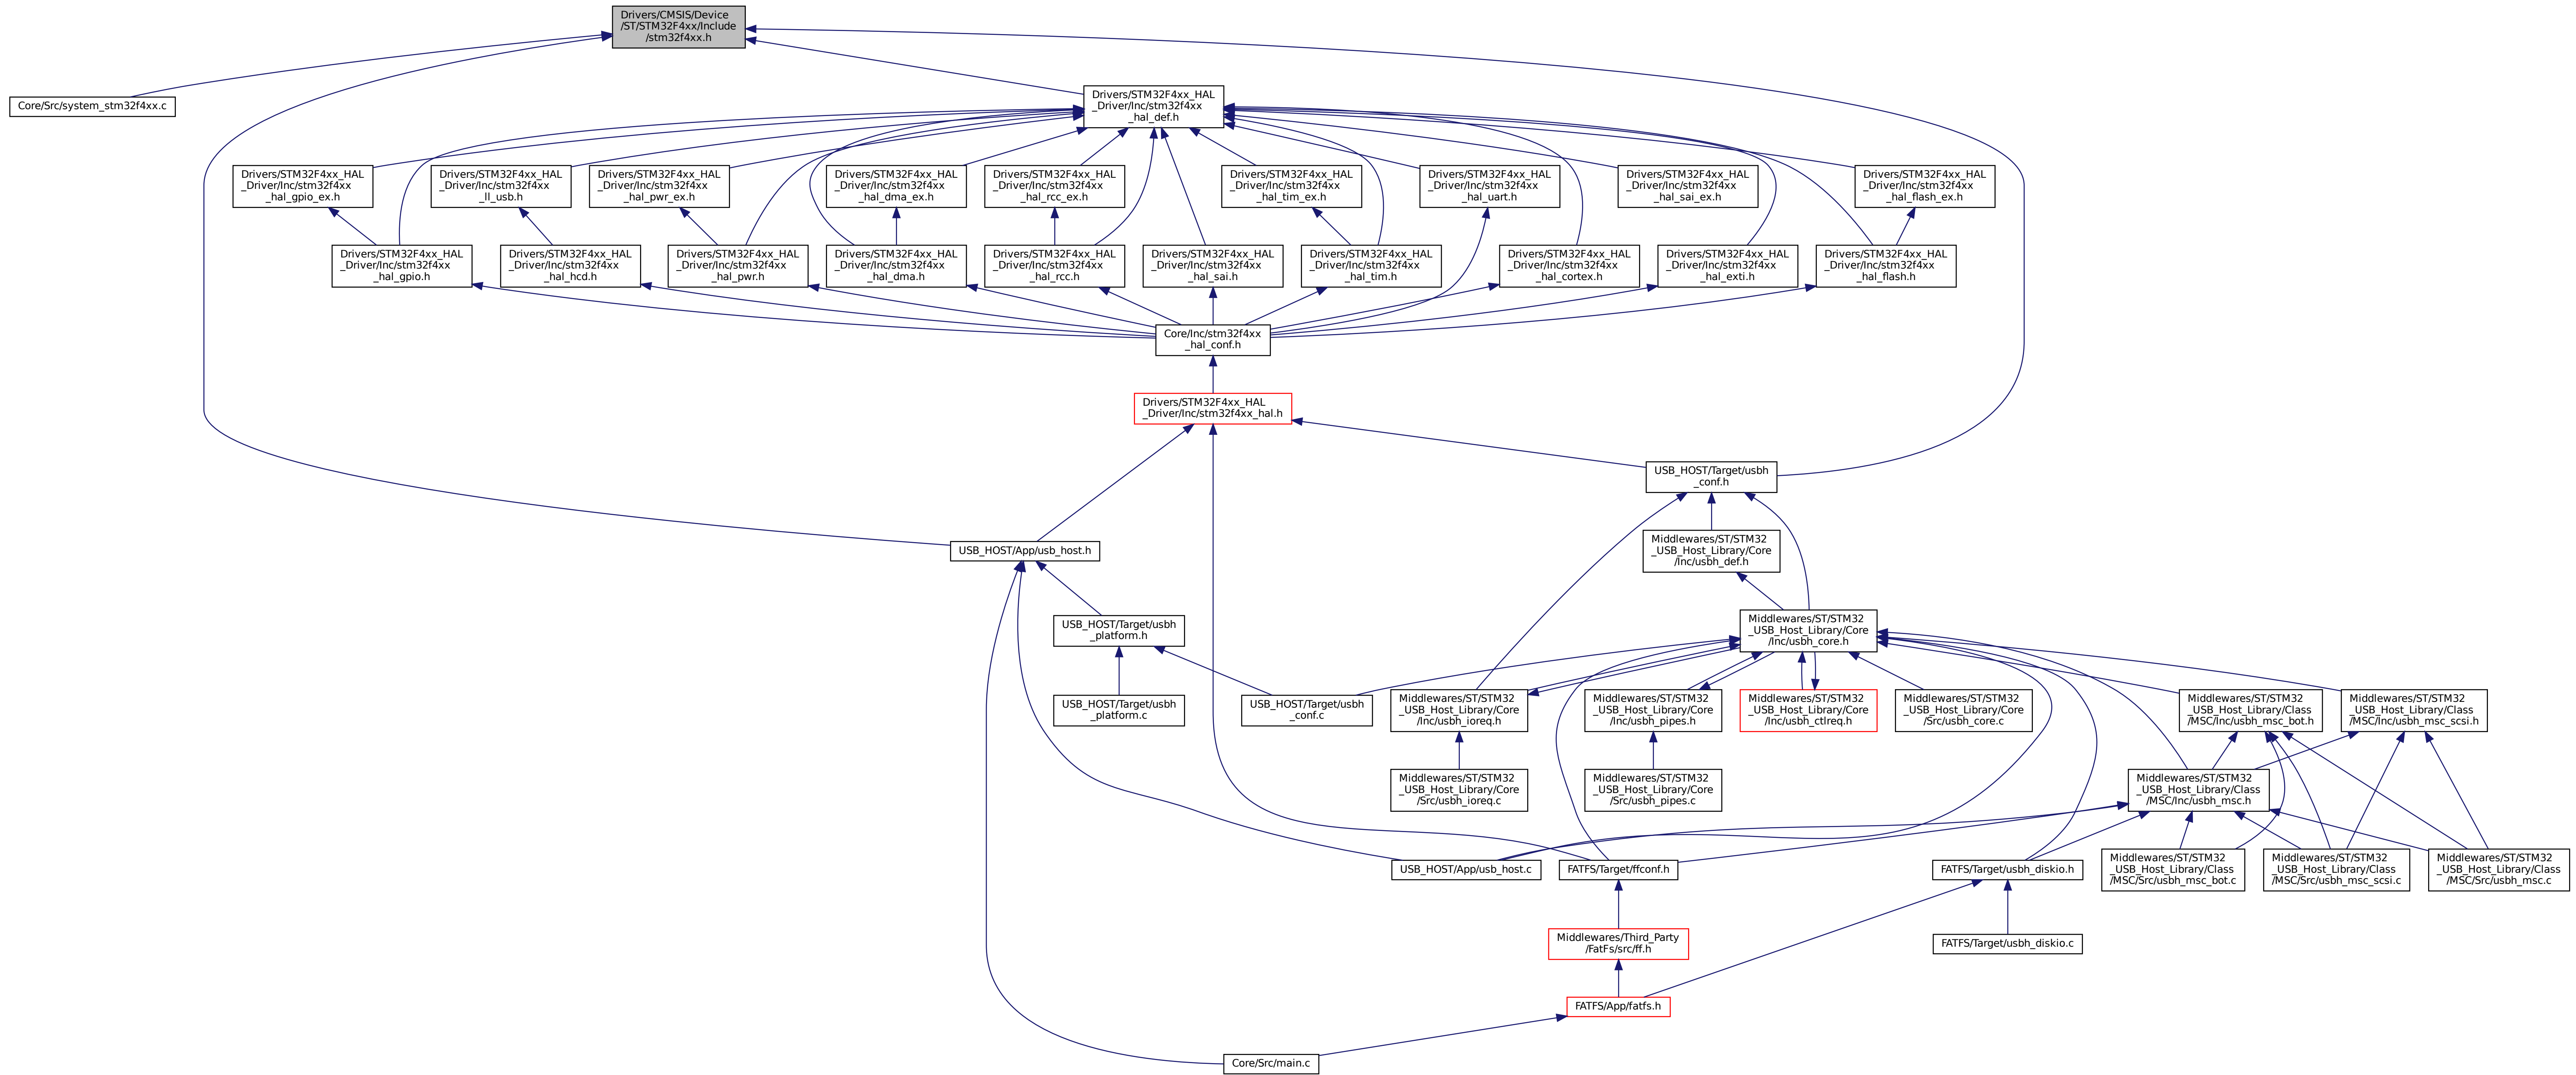 Drivers/CMSIS/Device
/ST/STM32F4xx/Include
/stm32f4xx.h
Core/Src/system_stm32f4xx.c
Drivers/STM32F4xx_HAL
_Driver/Inc/stm32f4xx
_hal_def.h
Drivers/STM32F4xx_HAL
_Driver/Inc/stm32f4xx
_hal_gpio_ex.h
Drivers/STM32F4xx_HAL
_Driver/Inc/stm32f4xx
_ll_usb.h
Drivers/STM32F4xx_HAL
_Driver/Inc/stm32f4xx
_hal_pwr_ex.h
Drivers/STM32F4xx_HAL
_Driver/Inc/stm32f4xx
_hal_dma_ex.h
Drivers/STM32F4xx_HAL
_Driver/Inc/stm32f4xx
_hal_rcc_ex.h
Drivers/STM32F4xx_HAL
_Driver/Inc/stm32f4xx
_hal_tim_ex.h
Drivers/STM32F4xx_HAL
_Driver/Inc/stm32f4xx
_hal_uart.h
Drivers/STM32F4xx_HAL
_Driver/Inc/stm32f4xx
_hal_sai_ex.h
Drivers/STM32F4xx_HAL
_Driver/Inc/stm32f4xx
_hal_flash_ex.h
Drivers/STM32F4xx_HAL
_Driver/Inc/stm32f4xx
_hal_gpio.h
Drivers/STM32F4xx_HAL
_Driver/Inc/stm32f4xx
_hal_hcd.h
Drivers/STM32F4xx_HAL
_Driver/Inc/stm32f4xx
_hal_pwr.h
Drivers/STM32F4xx_HAL
_Driver/Inc/stm32f4xx
_hal_dma.h
Drivers/STM32F4xx_HAL
_Driver/Inc/stm32f4xx
_hal_rcc.h
Drivers/STM32F4xx_HAL
_Driver/Inc/stm32f4xx
_hal_sai.h
Drivers/STM32F4xx_HAL
_Driver/Inc/stm32f4xx
_hal_tim.h
Drivers/STM32F4xx_HAL
_Driver/Inc/stm32f4xx
_hal_cortex.h
Drivers/STM32F4xx_HAL
_Driver/Inc/stm32f4xx
_hal_exti.h
Drivers/STM32F4xx_HAL
_Driver/Inc/stm32f4xx
_hal_flash.h
Core/Inc/stm32f4xx
_hal_conf.h
Drivers/STM32F4xx_HAL
_Driver/Inc/stm32f4xx_hal.h
USB_HOST/Target/usbh
_conf.h
USB_HOST/App/usb_host.h
Middlewares/ST/STM32
_USB_Host_Library/Core
/Inc/usbh_def.h
USB_HOST/Target/usbh
_platform.h
Middlewares/ST/STM32
_USB_Host_Library/Core
/Inc/usbh_core.h
USB_HOST/Target/usbh
_platform.c
USB_HOST/Target/usbh
_conf.c
Middlewares/ST/STM32
_USB_Host_Library/Core
/Inc/usbh_ioreq.h
Middlewares/ST/STM32
_USB_Host_Library/Core
/Inc/usbh_pipes.h
Middlewares/ST/STM32
_USB_Host_Library/Core
/Inc/usbh_ctlreq.h
Middlewares/ST/STM32
_USB_Host_Library/Core
/Src/usbh_core.c
Middlewares/ST/STM32
_USB_Host_Library/Class
/MSC/Inc/usbh_msc_bot.h
Middlewares/ST/STM32
_USB_Host_Library/Class
/MSC/Inc/usbh_msc_scsi.h
Middlewares/ST/STM32
_USB_Host_Library/Core
/Src/usbh_ioreq.c
Middlewares/ST/STM32
_USB_Host_Library/Core
/Src/usbh_pipes.c
Middlewares/ST/STM32
_USB_Host_Library/Class
/MSC/Inc/usbh_msc.h
USB_HOST/App/usb_host.c
FATFS/Target/ffconf.h
FATFS/Target/usbh_diskio.h
Middlewares/ST/STM32
_USB_Host_Library/Class
/MSC/Src/usbh_msc_bot.c
Middlewares/ST/STM32
_USB_Host_Library/Class
/MSC/Src/usbh_msc_scsi.c
Middlewares/ST/STM32
_USB_Host_Library/Class
/MSC/Src/usbh_msc.c
Middlewares/Third_Party
/FatFs/src/ff.h
FATFS/Target/usbh_diskio.c
FATFS/App/fatfs.h
Core/Src/main.c